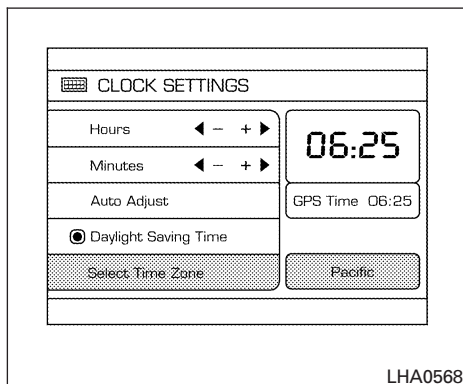 CLOCK SETTINGS
Hours ◀ – + ▶
Minutes ◀ – + ▶
Auto Adjust
Daylight Saving Time
Select Time Zone
06:25
GPS Time 06:25
Pacific
LHA0568